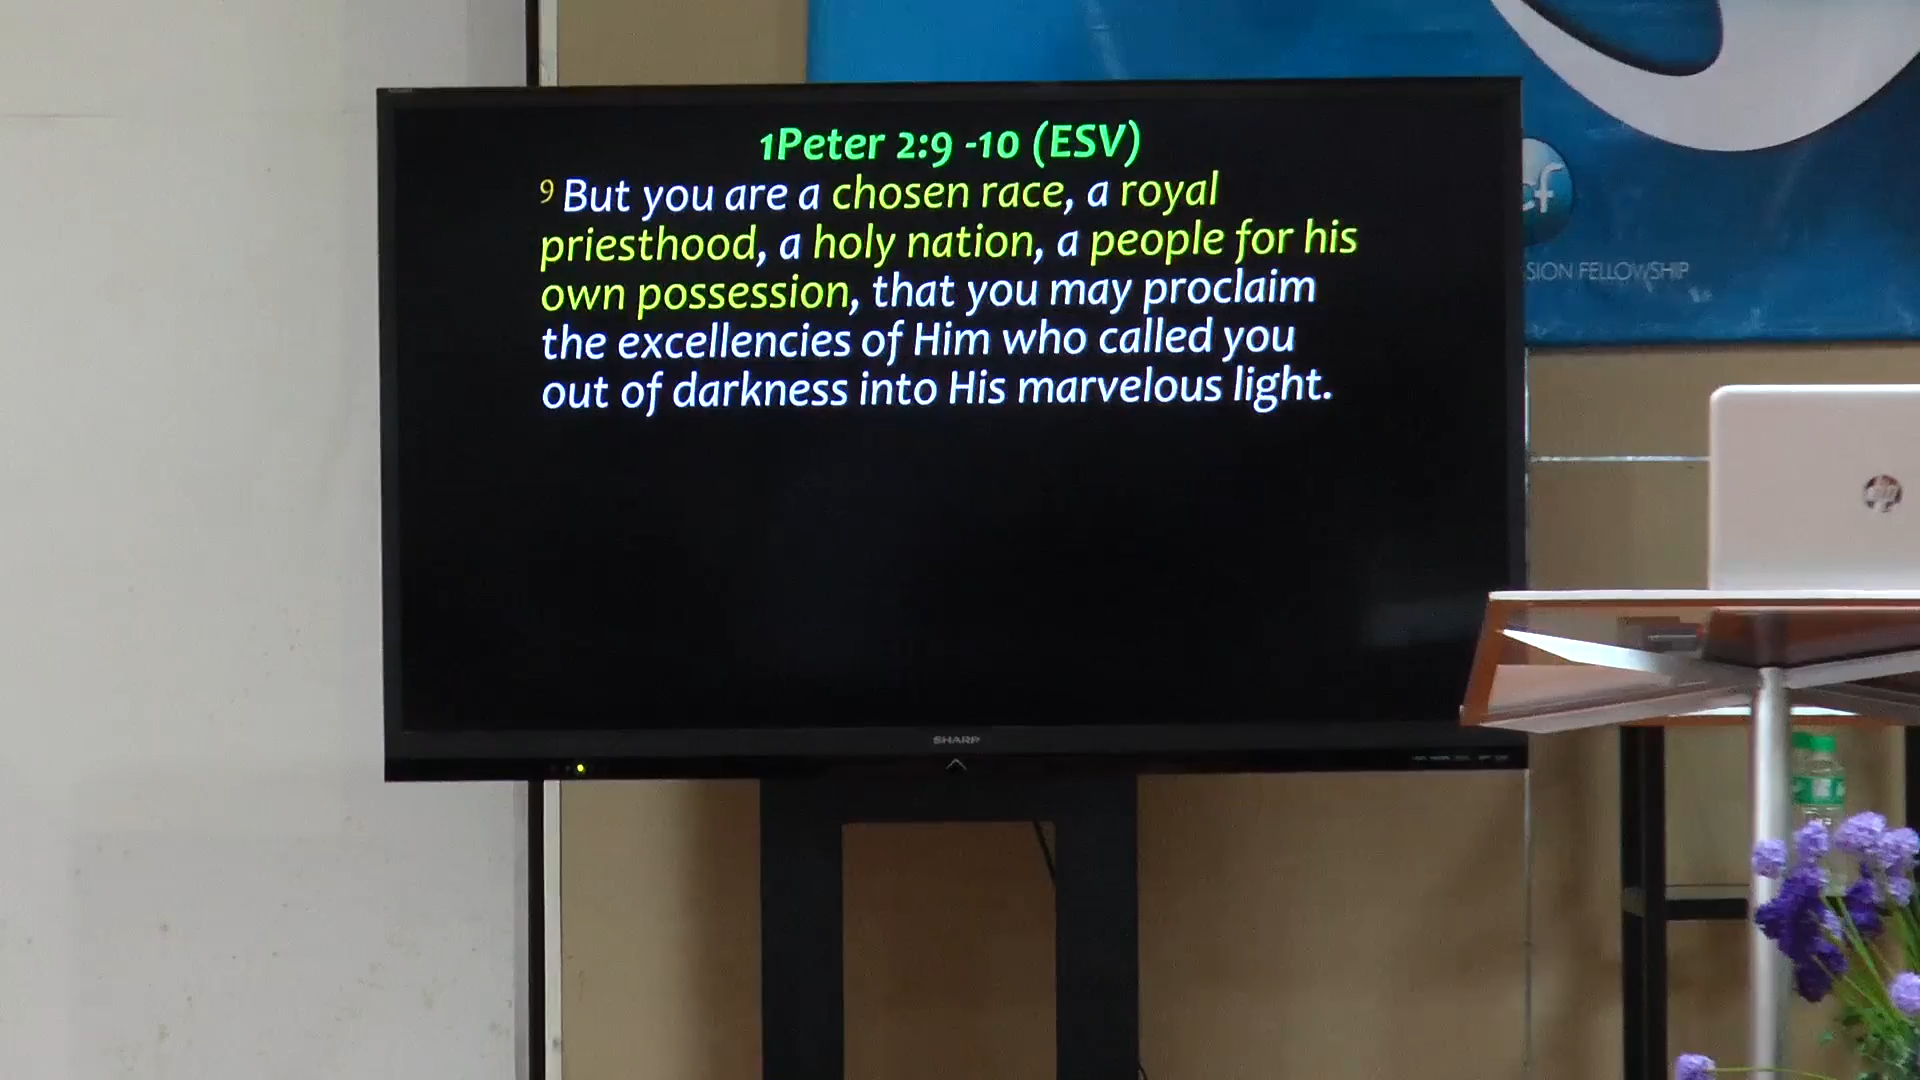 1Peter 2:9 -10 (ESV)
9 But you are a chosen race, a royal
priesthood, a holy nation, a people for his
own possession, that you may proclaim
the excellencies of Him who called you
out of darkness into His marvelous light.
cf
SION FELLOWSHIP
hp
SHARP